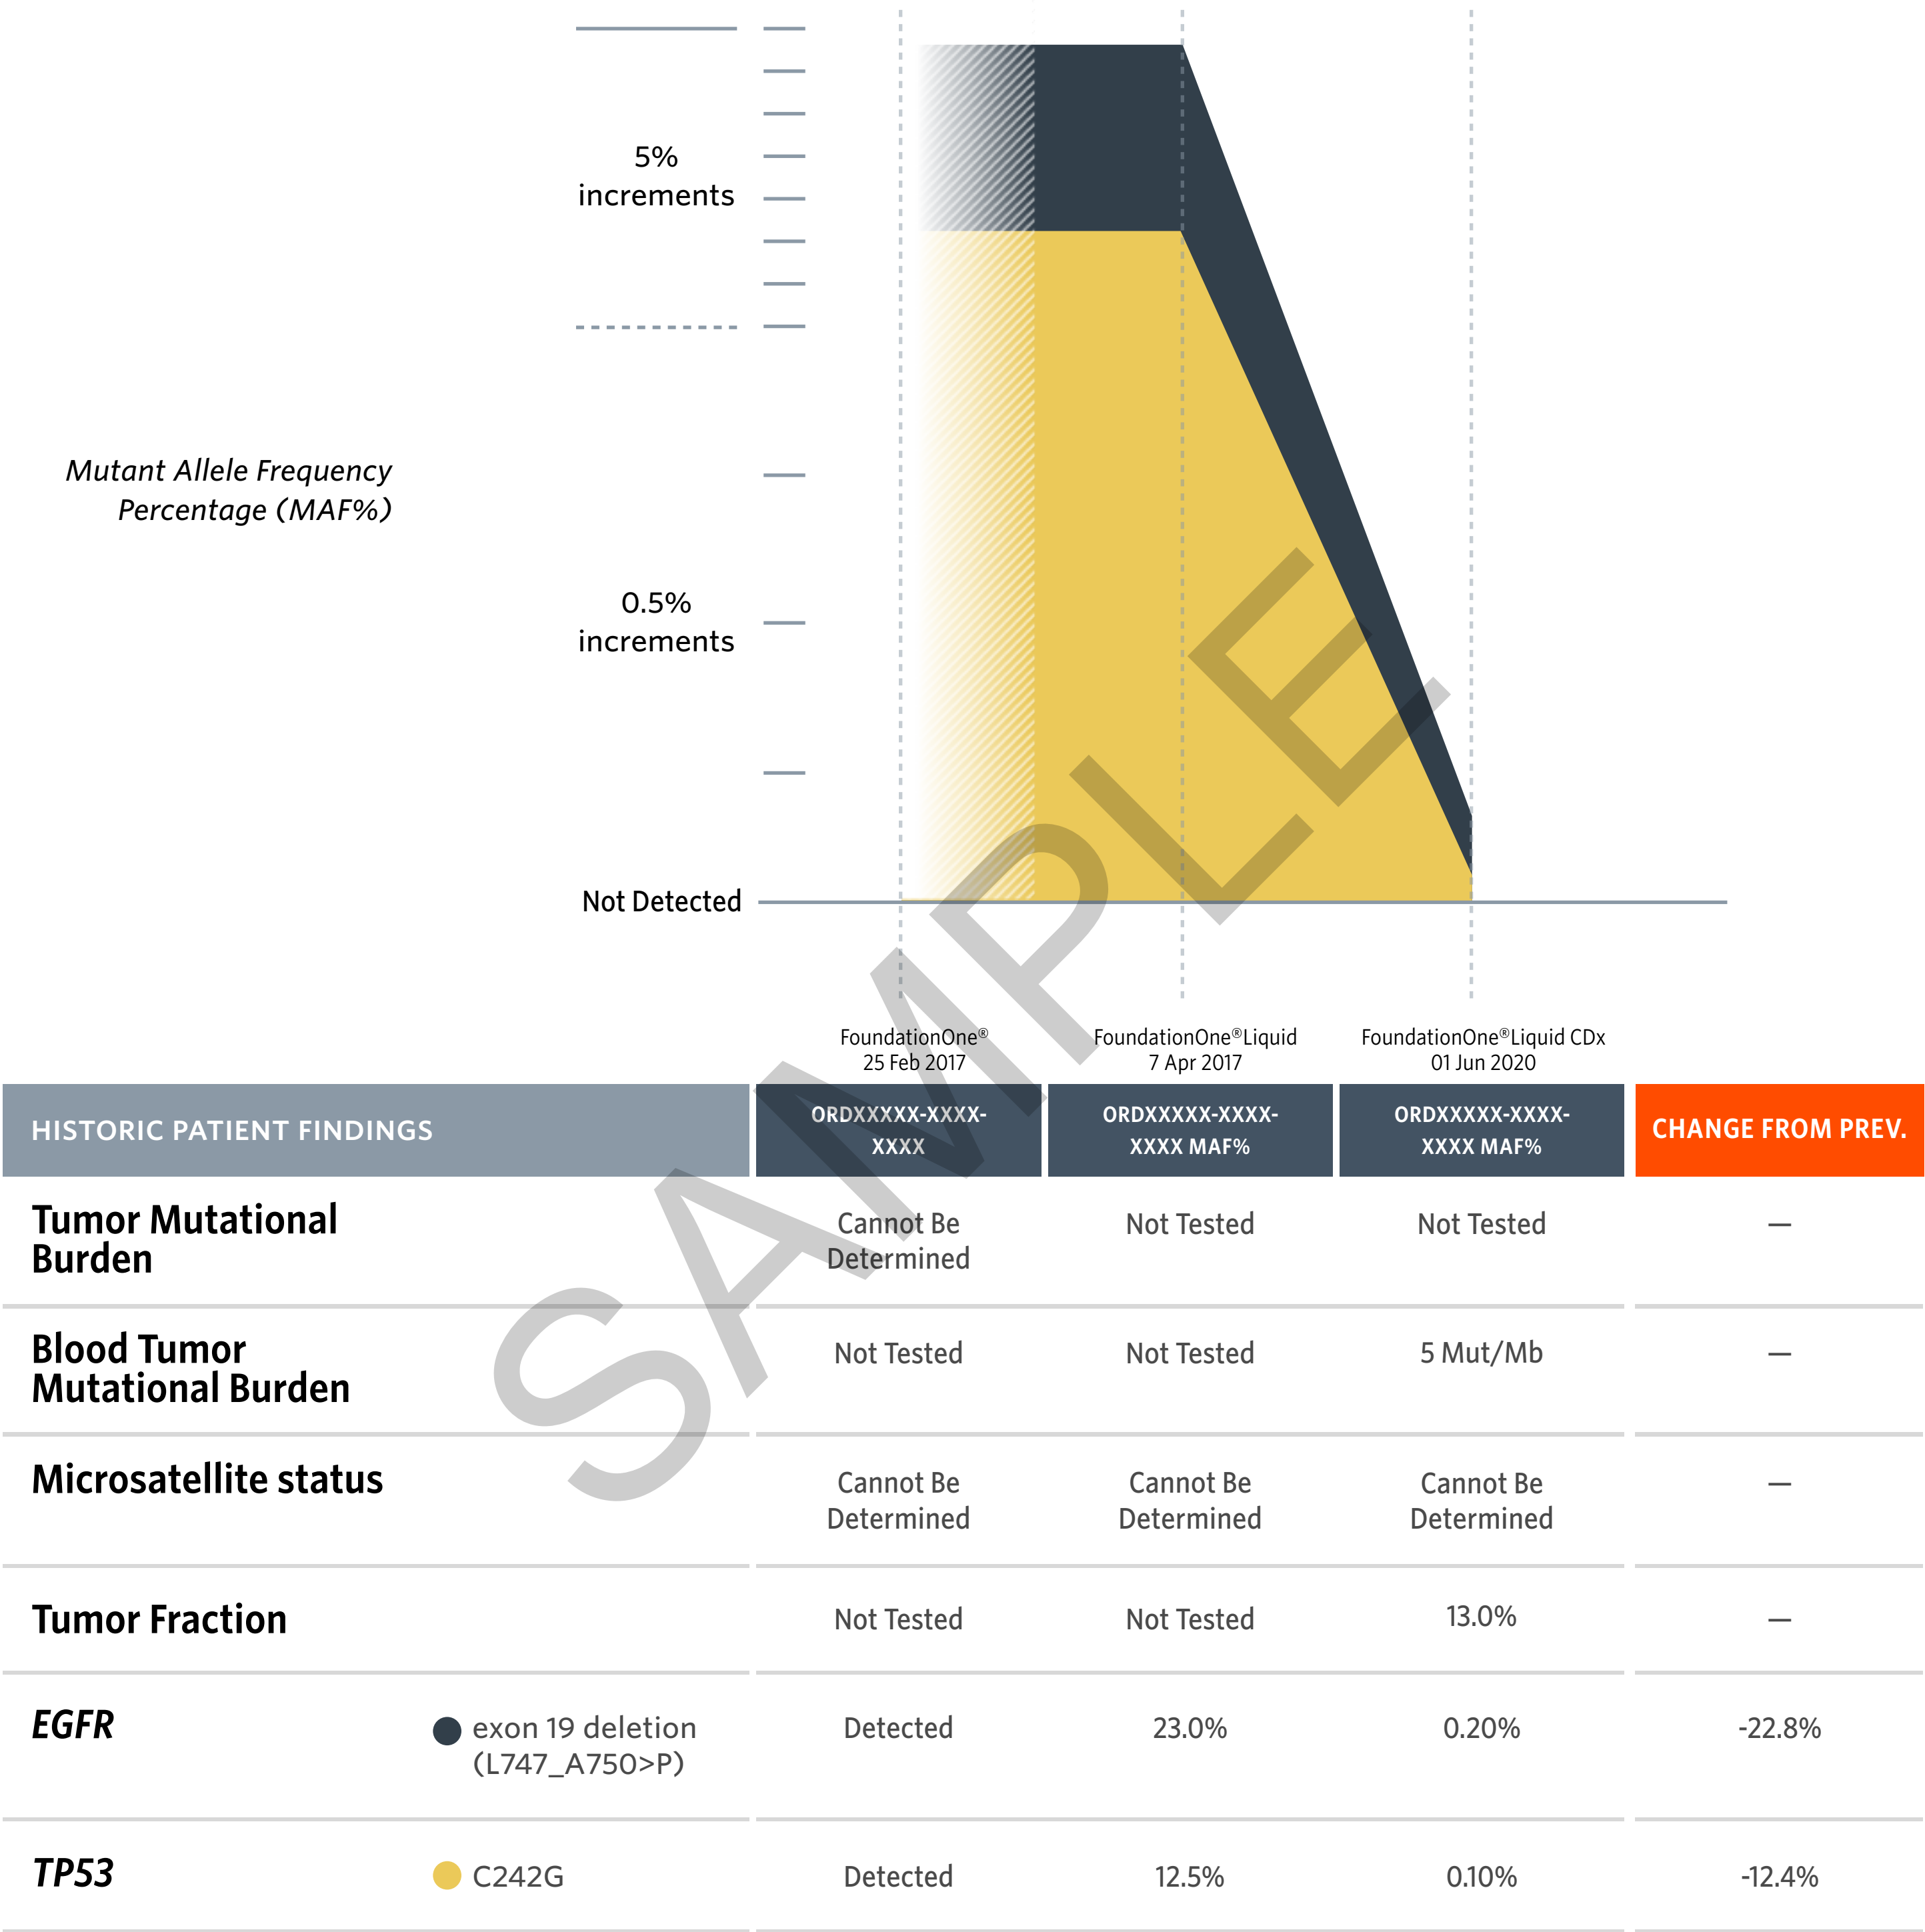 5%
increments
Mutant Allele Frequency
Percentage (MAF%)
0.5%
increments
Not Detected
SAMPLE
FoundationOne® FoundationOne®Liquid FoundationOne®Liquid CDx
25 Feb 2017 7 Apr 2017 01 Jun 2020
HISTORIC PATIENT FINDINGS
ORDXXXXX-XXXX-
XXXX
ORDXXXXX-XXXX-
XXXX MAF%
ORDXXXXX-XXXX-
XXXX MAF%
CHANGE FROM PREV.
Tumor Mutational
Burden
Cannot Be
Determined
Not Tested
Not Tested
—
Blood Tumor
Mutational Burden
Not Tested
Not Tested
5 Mut/Mb
—
Microsatellite status
Cannot Be
Determined
Cannot Be
Determined
Cannot Be
Determined
—
Tumor Fraction
Not Tested
Not Tested
13.0%
—
EGFR
exon 19 deletion
(L747_A750>P)
Detected
23.0%
0.20%
-22.8%
TP53
C242G
Detected
12.5%
0.10%
-12.4%